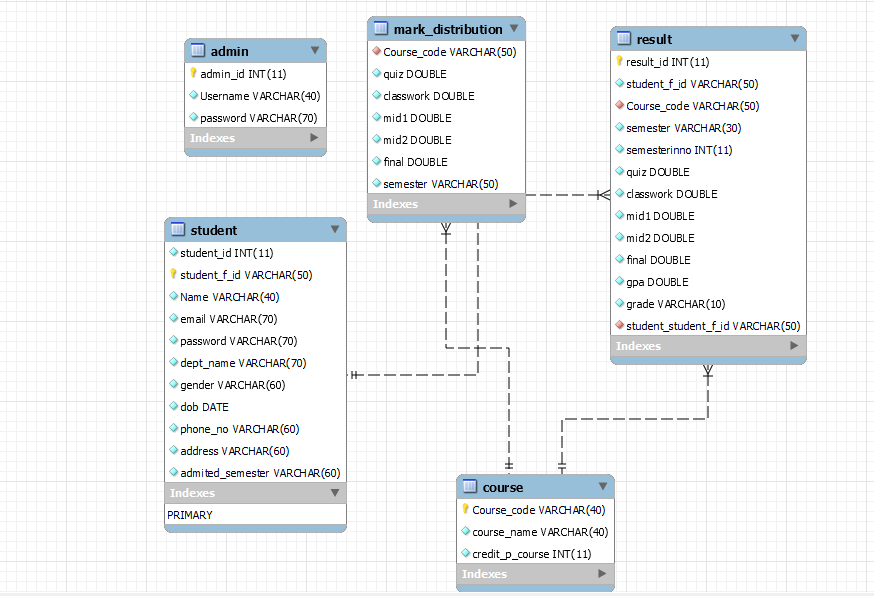 admin
admin_id INT(11)
Username VARCHAR(40)
password VARCHAR(70)
Indexes
mark_distribution
Course_code VARCHAR(50)
quiz DOUBLE
classwork DOUBLE
mid1 DOUBLE
mid2 DOUBLE
final DOUBLE
semester VARCHAR(50)
Indexes
result
result_id INT(11)
student_f_id VARCHAR(50)
Course_code VARCHAR(50)
semester VARCHAR(30)
semesterinno INT(11)
quiz DOUBLE
classwork DOUBLE
mid1 DOUBLE
mid2 DOUBLE
final DOUBLE
gpa DOUBLE
grade VARCHAR(10)
student_student_f_id VARCHAR(50)
Indexes
student
student_id INT(11)
student_f_id VARCHAR(50)
Name VARCHAR(40)
email VARCHAR(70)
password VARCHAR(70)
dept_name VARCHAR(70)
gender VARCHAR(60)
dob DATE
phone_no VARCHAR(60)
address VARCHAR(60)
admited_semester VARCHAR(60)
Indexes
PRIMARY
course
Course_code VARCHAR(40)
course_name VARCHAR(40)
credit_p_course INT(11)
Indexes